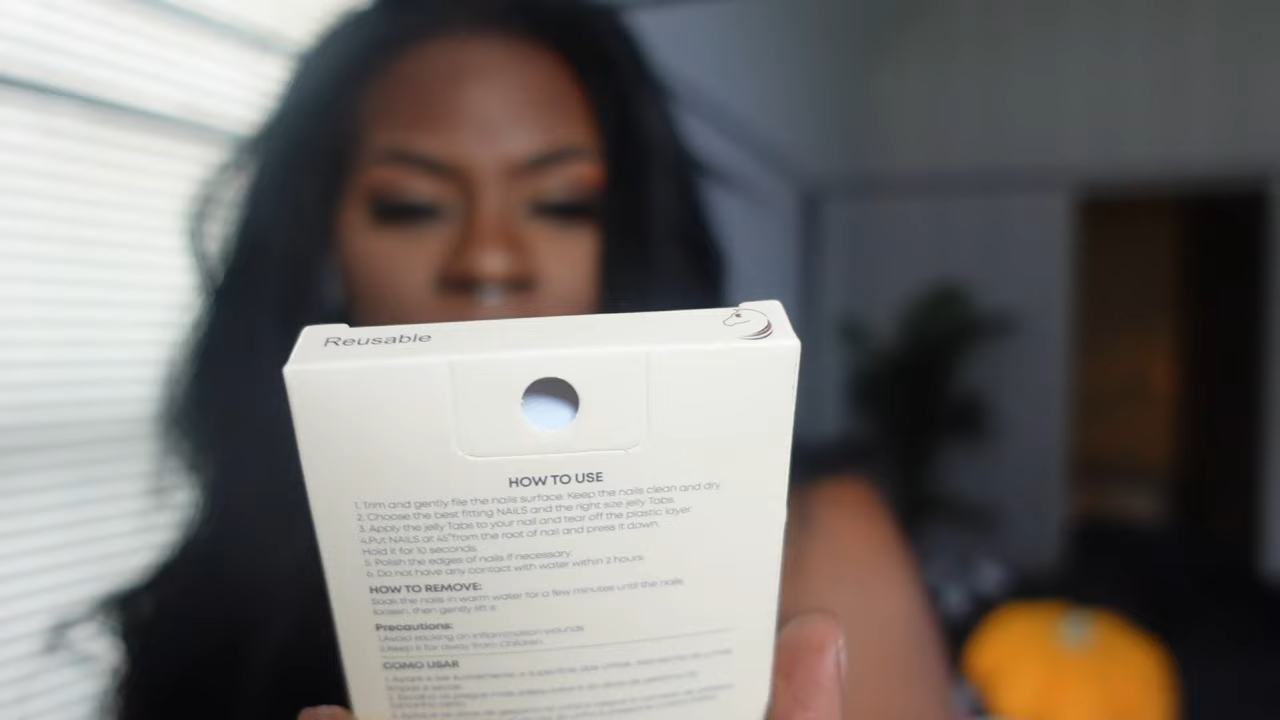 Reusable
HOW TO USE
1. Trim and gently file the nails surface. Keep the nails clean and dry.
2. Choose the best fitting NAILS and the right size jelly Tabs.
3. Apply the jelly Tabs to your nail and tear off the plastic layer.
4.Put NAILS at 45°from the root of nail and press it down.
Hold it for 10 seconds.
5. Polish the edges of nails if necessary.
6. Do not have any contact with water within 2 hours.
HOW TO REMOVE:
Soak the nails in warm water for a few minutes until the nails
loosen, then gently lift it.
Precautions:
1.Avoid sticking on inflammation wounds
2.Keep it far away from Children.
COMO USAR